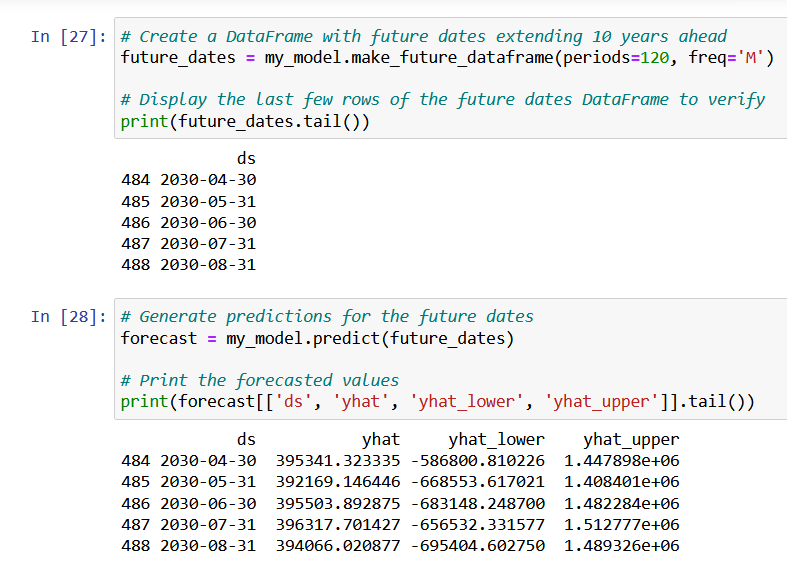 In [27]: # Create a DataFrame with future dates extending 10 years ahead
future_dates = my_model.make_future_dataframe(periods=120, freq='M')
# Display the last few rows of the future dates DataFrame to verify
print(future_dates.tail())
ds
484 2030-04-30
485 2030-05-31
486 2030-06-30
487 2030-07-31
488 2030-08-31
In [28]: # Generate predictions for the future dates
forecast = my_model.predict(future_dates)
# Print the forecasted values
print(forecast[['ds', 'yhat', 'yhat_lower', 'yhat_upper']].tail())
ds yhat yhat_lower yhat_upper
484 2030-04-30 395341.323335 -586800.810226 1.447898e+06
485 2030-05-31 392169.146446 -668553.617021 1.408401e+06
486 2030-06-30 395503.892875 -683148.248700 1.482284e+06
487 2030-07-31 396317.701427 -656532.331577 1.512777e+06
488 2030-08-31 394066.020877 -695404.602750 1.489326e+06